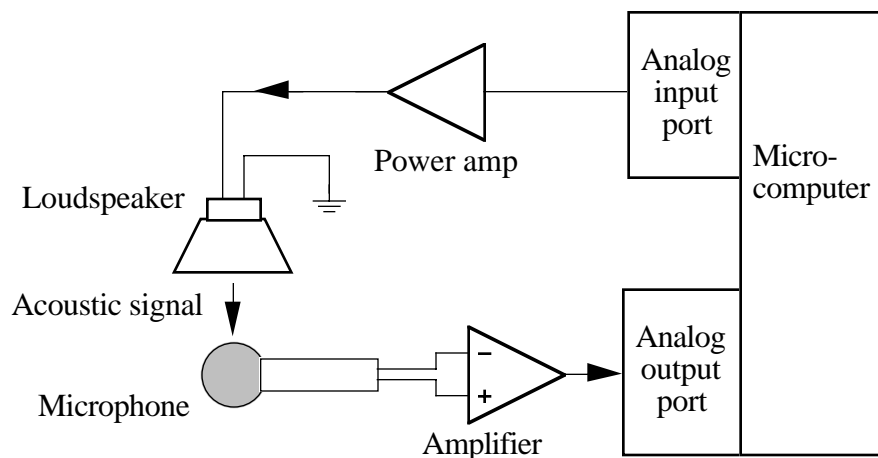 Analog
input
port
Power amp
Micro-
computer
Loudspeaker
Acoustic signal
Analog
output
port
Microphone
Amplifier